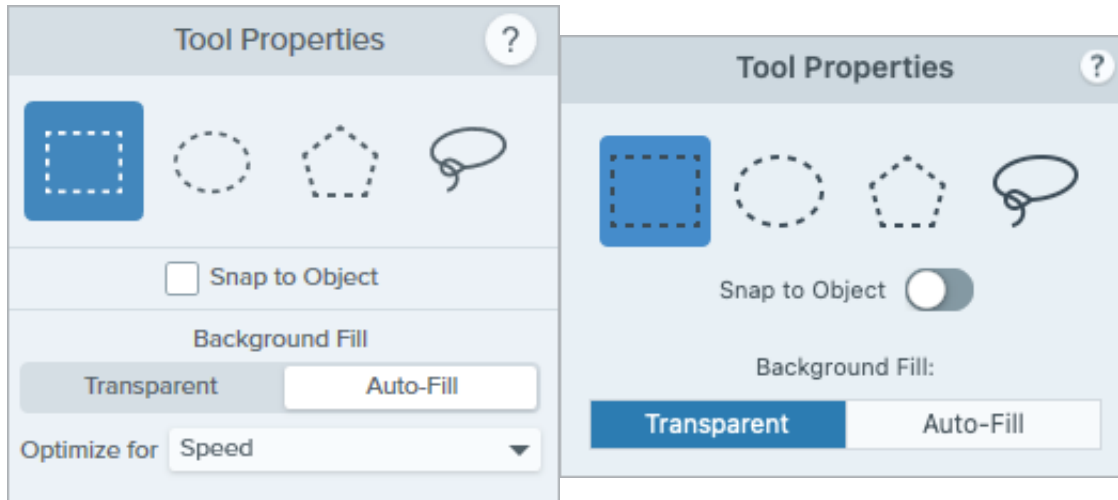 Tool Properties ?
Snap to Object
Background Fill
Transparent Auto-Fill
Optimize for Speed
Tool Properties ?
Snap to Object
Background Fill:
Transparent Auto-Fill